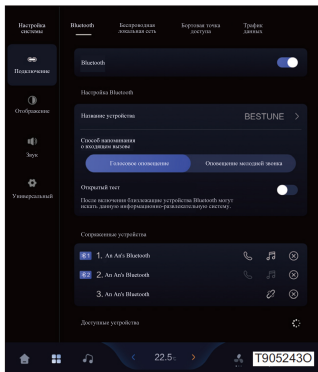 Настройка
системы
Bluetooth
Беспроводная
локальная сеть
Бортовая точка
доступа
Трафик
данных
Подключение
Bluetooth
Настройка Bluetooth
Отображение
Название устройства
BESTUNE >
Способ напоминания
о входящем вызове
Звук
Голосовое оповещение
Оповещение мелодией звонка
Открытый тест
Универсальный
После включения близлежащие устройства Bluetooth могут
искать данную информационно-развлекательную систему.
Сопряженные устройства
1. An An's Bluetooth
2. An An's Bluetooth
3. An An's Bluetooth
Доступные устройства
< 22.5 >
T905243O